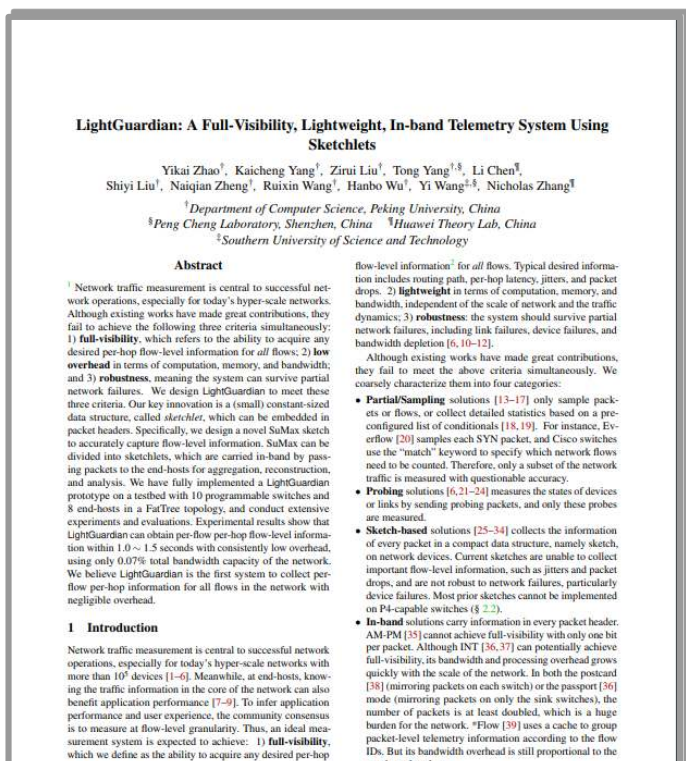 LightGuardian: A Full-Visibility, Lightweight, In-band Telemetry System Using
Sketchlets
Yikai Zhao†, Kaicheng Yang†, Zirui Liu†, Tong Yang†,§, Li Chen¶,
Shiyi Liu†, Naiqian Zheng†, Ruixin Wang†, Hanbo Wu†, Yi Wang‡,§, Nicholas Zhang¶
†Department of Computer Science, Peking University, China
§Peng Cheng Laboratory, Shenzhen, China ¶Huawei Theory Lab, China
‡Southern University of Science and Technology
Abstract
1 Network traffic measurement is central to successful net-
work operations, especially for today's hyper-scale networks.
Although existing works have made great contributions, they
fail to achieve the following three criteria simultaneously:
1) full-visibility, which refers to the ability to acquire any
desired per-hop flow-level information for all flows; 2) low
overhead in terms of computation, memory, and bandwidth;
and 3) robustness, meaning the system can survive partial
network failures. We design LightGuardian to meet these
three criteria. Our key innovation is a (small) constant-sized
data structure, called sketchlet, which can be embedded in
packet headers. Specifically, we design a novel SuMax sketch
to accurately capture flow-level information. SuMax can be
divided into sketchlets, which are carried in-band by pass-
ing packets to the end-hosts for aggregation, reconstruction,
and analysis. We have fully implemented a LightGuardian
prototype on a testbed with 10 programmable switches and
8 end-hosts in a FatTree topology, and conduct extensive
experiments and evaluations. Experimental results show that
LightGuardian can obtain per-flow per-hop flow-level informa-
tion within 1.0 ∼ 1.5 seconds with consistently low overhead,
using only 0.07% total bandwidth capacity of the network.
We believe LightGuardian is the first system to collect per-
flow per-hop information for all flows in the network with
negligible overhead.
1 Introduction
Network traffic measurement is central to successful network
operations, especially for today's hyper-scale networks with
more than 10⁵ devices [1–6]. Meanwhile, at end-hosts, know-
ing the traffic information in the core of the network can also
benefit application performance [7–9]. To infer application
performance and user experience, the community consensus
is to measure at flow-level granularity. Thus, an ideal mea-
surement system is expected to achieve: 1) full-visibility,
which we define as the ability to acquire any desired per-hop
flow-level information2 for all flows. Typical desired informa-
tion includes routing path, per-hop latency, jitters, and packet
drops. 2) lightweight in terms of computation, memory, and
bandwidth, independent of the scale of network and the traffic
dynamics; 3) robustness: the system should survive partial
network failures, including link failures, device failures, and
bandwidth depletion [6,10–12].
Although existing works have made great contributions,
they fail to meet the above criteria simultaneously. We
coarsely characterize them into four categories:
• Partial/Sampling solutions [13–17] only sample pack-
ets or flows, or collect detailed statistics based on a pre-
configured list of conditionals [18,19]. For instance, Ev-
erflow [20] samples each SYN packet, and Cisco switches
use the "match" keyword to specify which network flows
need to be counted. Therefore, only a subset of the network
traffic is measured with questionable accuracy.
• Probing solutions [6,21–24] measures the states of devices
or links by sending probing packets, and only these probes
are measured.
• Sketch-based solutions [25–34] collects the information
of every packet in a compact data structure, namely sketch,
on network devices. Current sketches are unable to collect
important flow-level information, such as jitters and packet
drops, and are not robust to network failures, particularly
device failures. Most prior sketches cannot be implemented
on P4-capable switches (§ 2.2).
• In-band solutions carry information in every packet header.
AM-PM [35] cannot achieve full-visibility with only one bit
per packet. Although INT [36,37] can potentially achieve
full-visibility, its bandwidth and processing overhead grows
quickly with the scale of the network. In both the postcard
[38] (mirroring packets on each switch) or the passport [36]
mode (mirroring packets on only the sink switches), the
number of packets is at least doubled, which is a huge
burden for the network. *Flow [39] uses a cache to group
packet-level telemetry information according to the flow
IDs. But its bandwidth overhead is still proportional to the